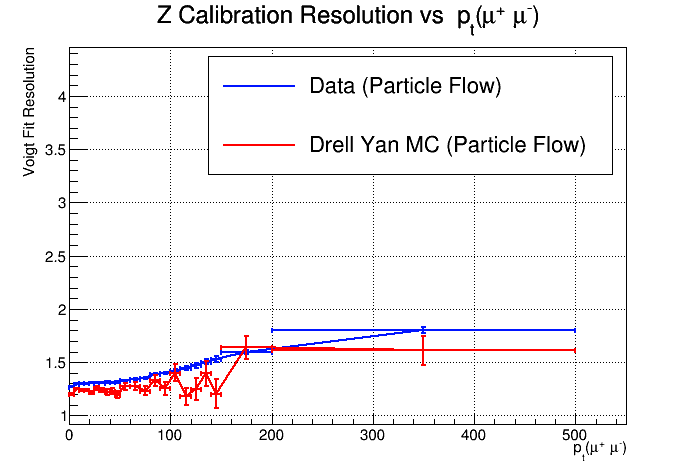 Z Calibration Resolution vs p_t(μ⁺ μ⁻)
Voigt Fit Resolution
Data (Particle Flow)
Drell Yan MC (Particle Flow)
4
3.5
3
2.5
2
1.5
1
0 100 200 300 400 500
p_t(μ⁺ μ⁻)